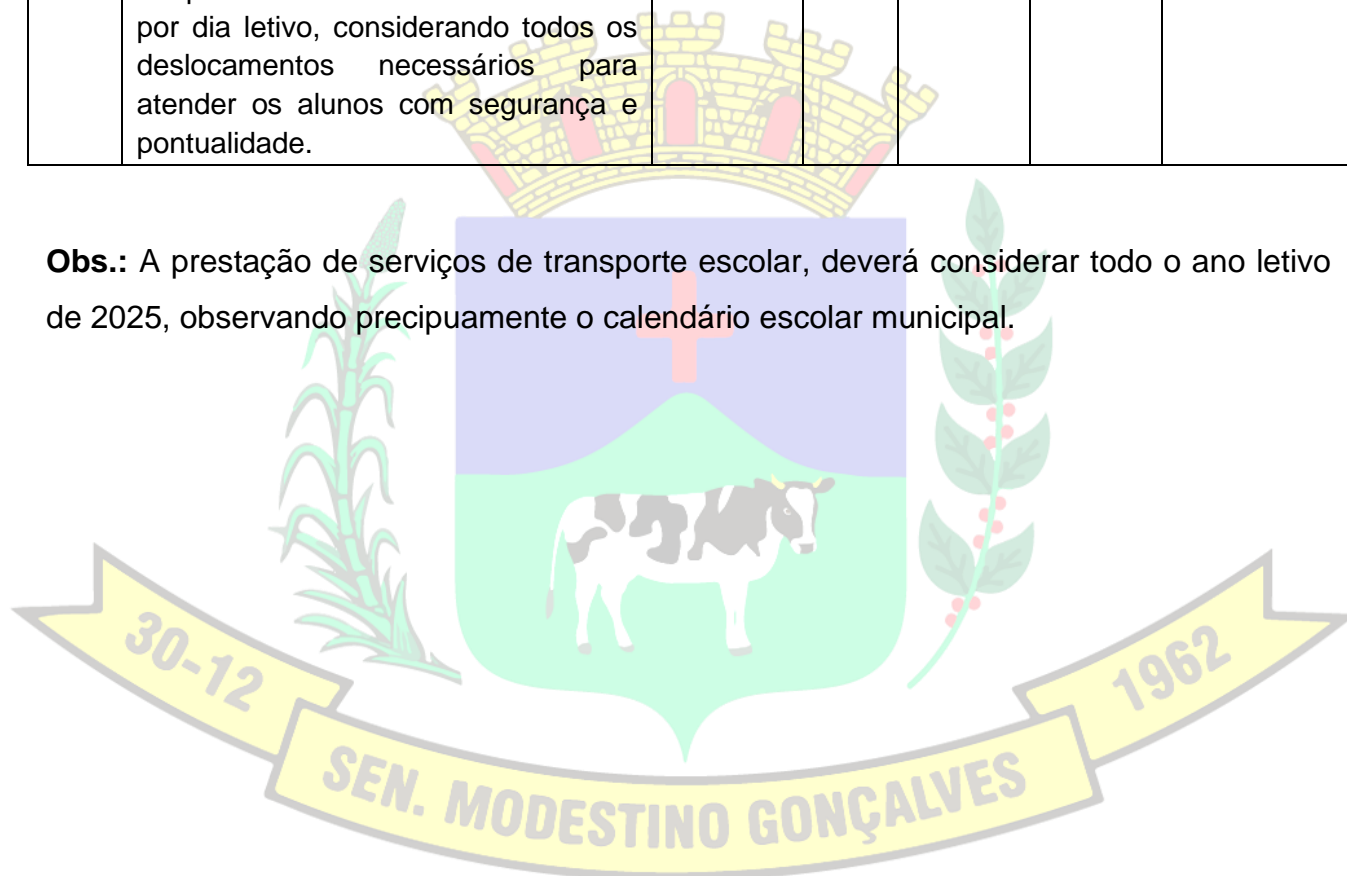 por dia letivo, considerando todos os
deslocamentos necessários para
atender os alunos com segurança e
pontualidade.
Obs.: A prestação de serviços de transporte escolar, deverá considerar todo o ano letivo
de 2025, observando precipuamente o calendário escolar municipal.
30-12
SEN. MODESTINO GONÇALVES
1962